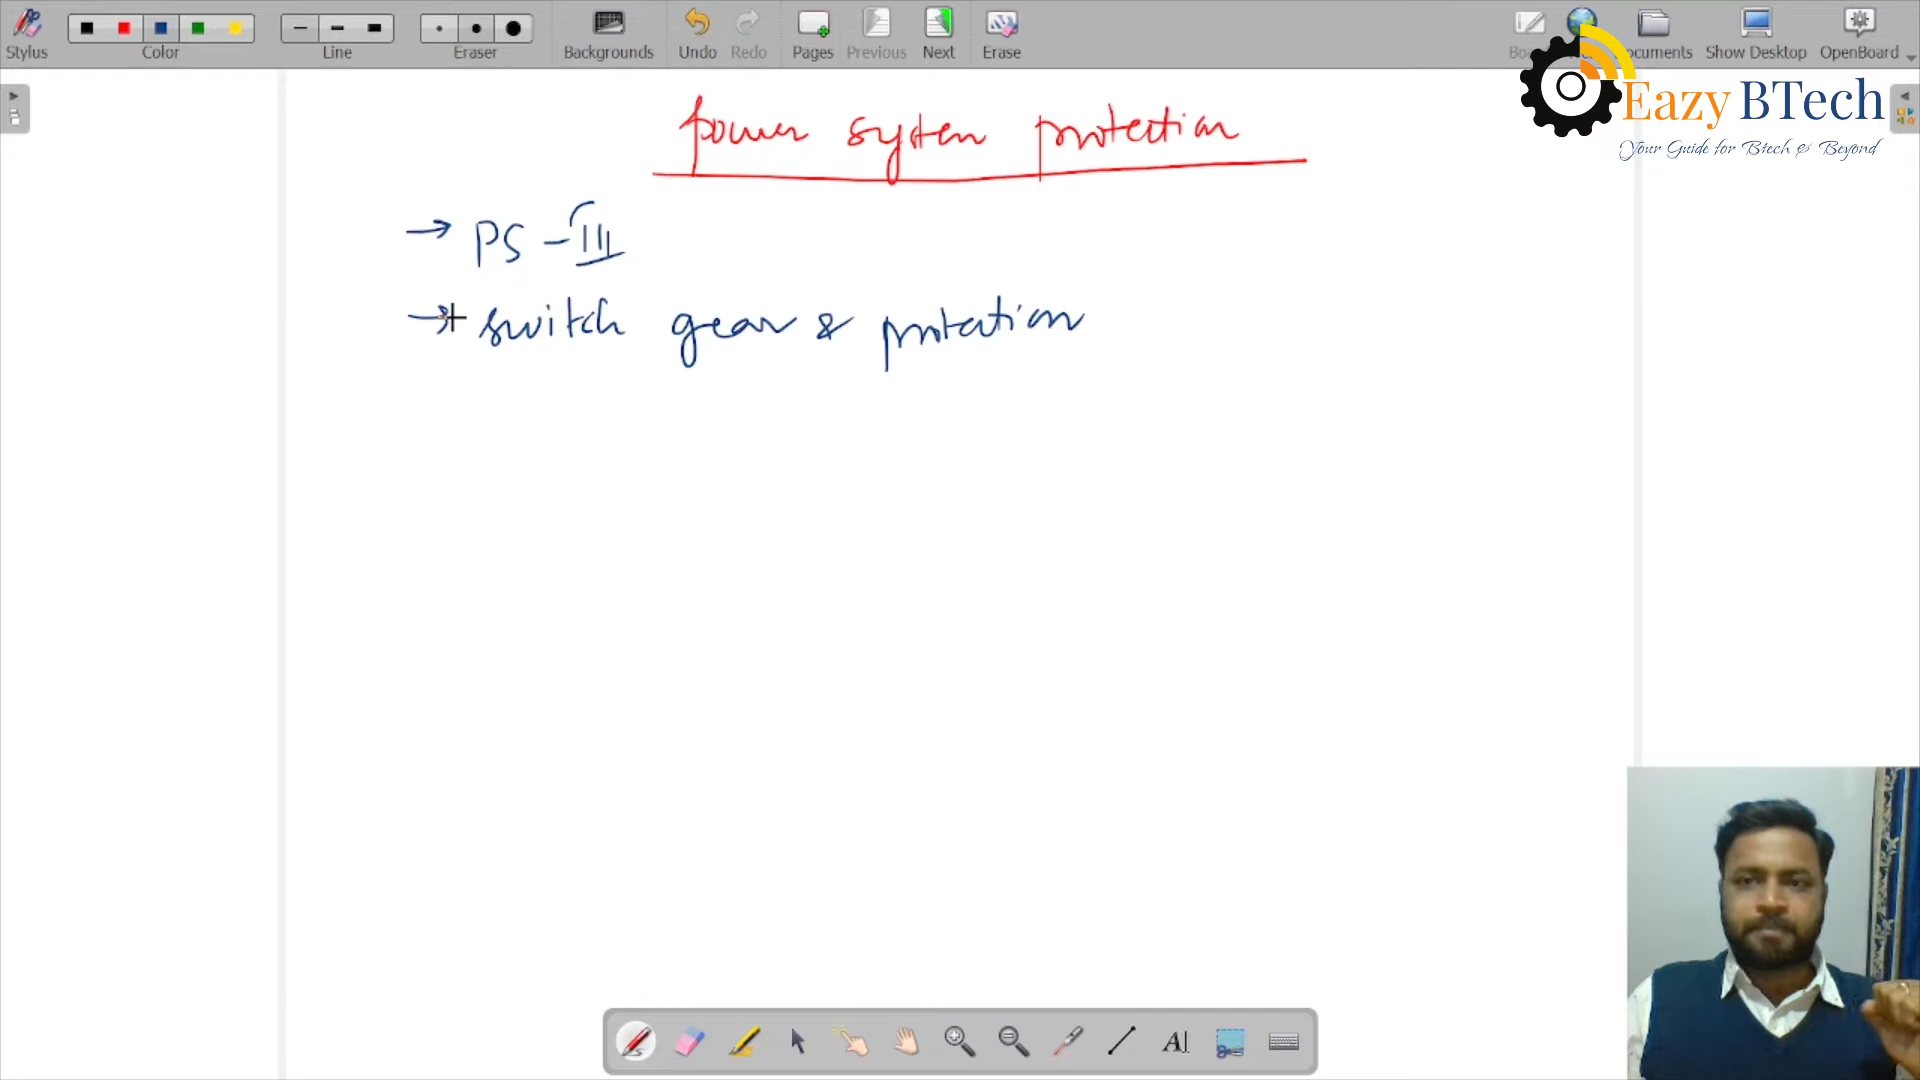 Stylus Color Line Eraser Backgrounds Undo Redo Pages Previous Next Erase Documents Show Desktop OpenBoard
Eazy BTech
Your Guide for Btech & Beyond
power system protection
→ PS - III
→ switch gear & protection